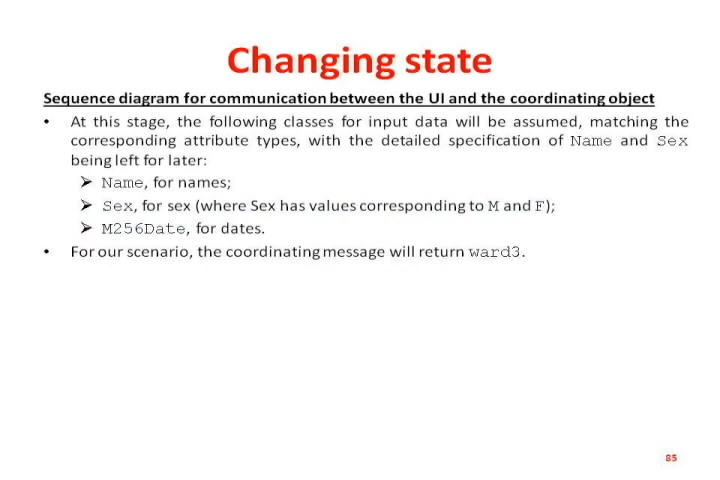 Changing state
Sequence diagram for communication between the UI and the coordinating object
• At this stage, the following classes for input data will be assumed, matching the
corresponding attribute types, with the detailed specification of Name and Sex
being left for later:
➢ Name, for names;
➢ Sex, for sex (where Sex has values corresponding to M and F);
➢ M256Date, for dates.
• For our scenario, the coordinating message will return ward3.
85